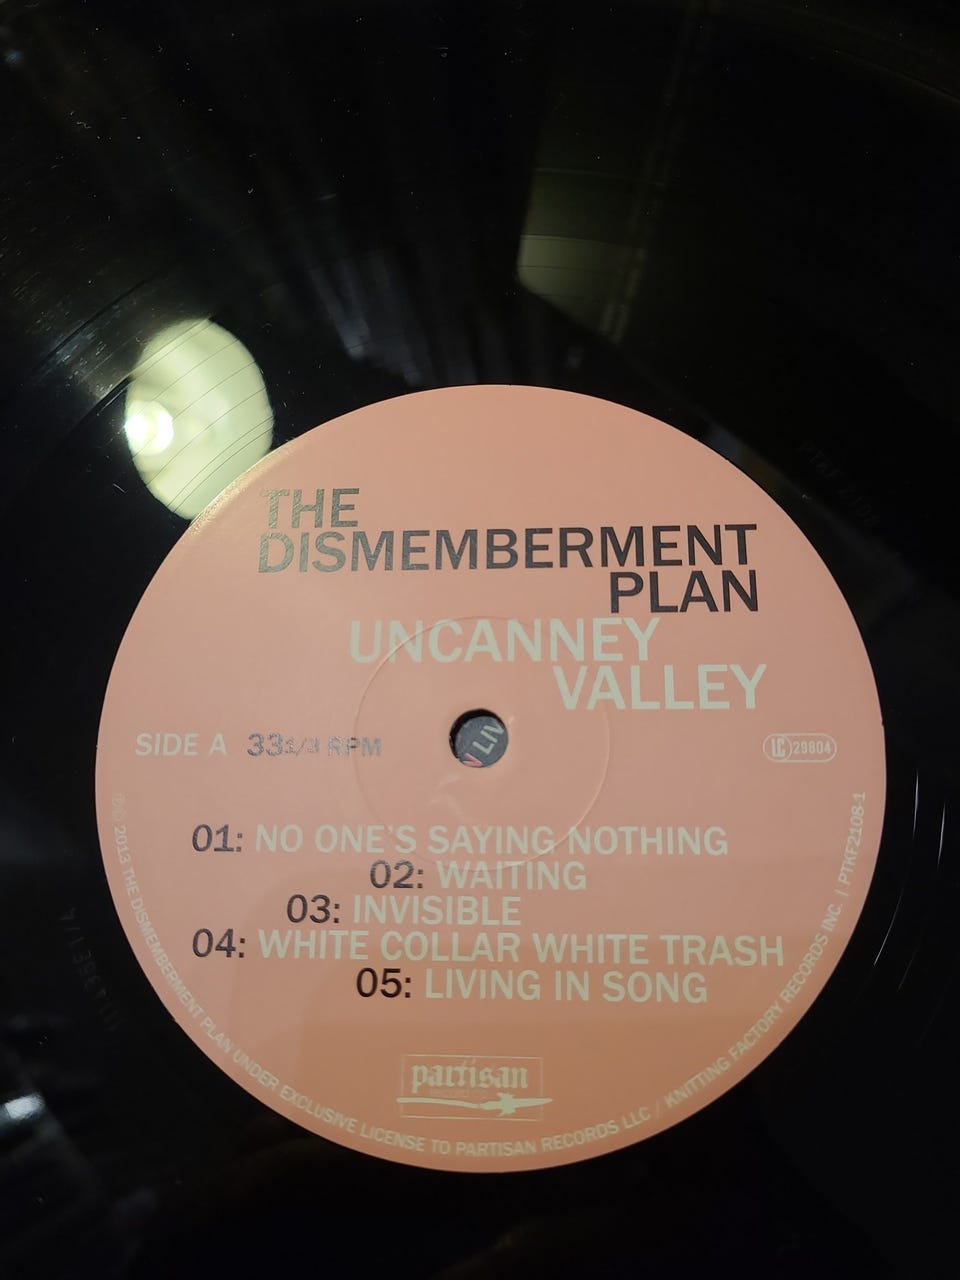 THE
DISMEMBERMENT
PLAN
UNCANNEY
VALLEY
SIDE A 33 1/3 RPM
LC 29804
01: NO ONE'S SAYING NOTHING
02: WAITING
03: INVISIBLE
04: WHITE COLLAR WHITE TRASH
05: LIVING IN SONG
partisan
℗© 2013 THE DISMEMBERMENT PLAN UNDER EXCLUSIVE LICENSE TO PARTISAN RECORDS LLC / KNITTING FACTORY RECORDS INC. | PTKF2108-1